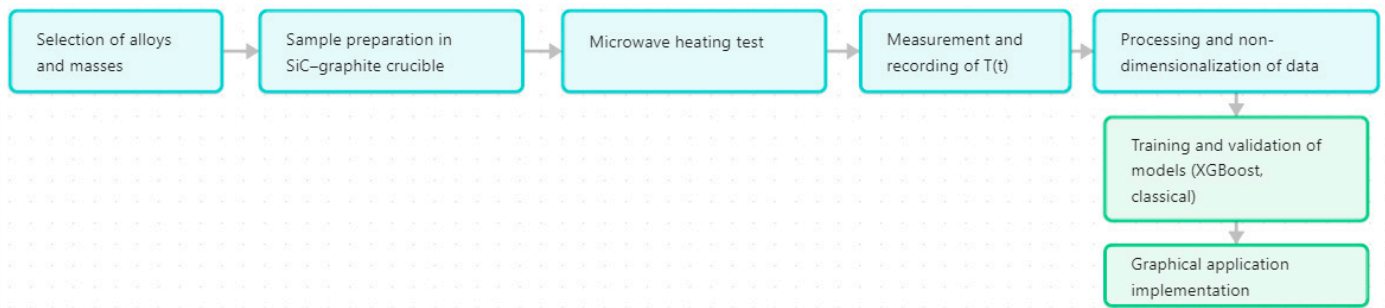 Selection of alloys
and masses
Sample preparation in
SiC–graphite crucible
Microwave heating test
Measurement and
recording of T(t)
Processing and non-
dimensionalization of data
Training and validation of
models (XGBoost,
classical)
Graphical application
implementation